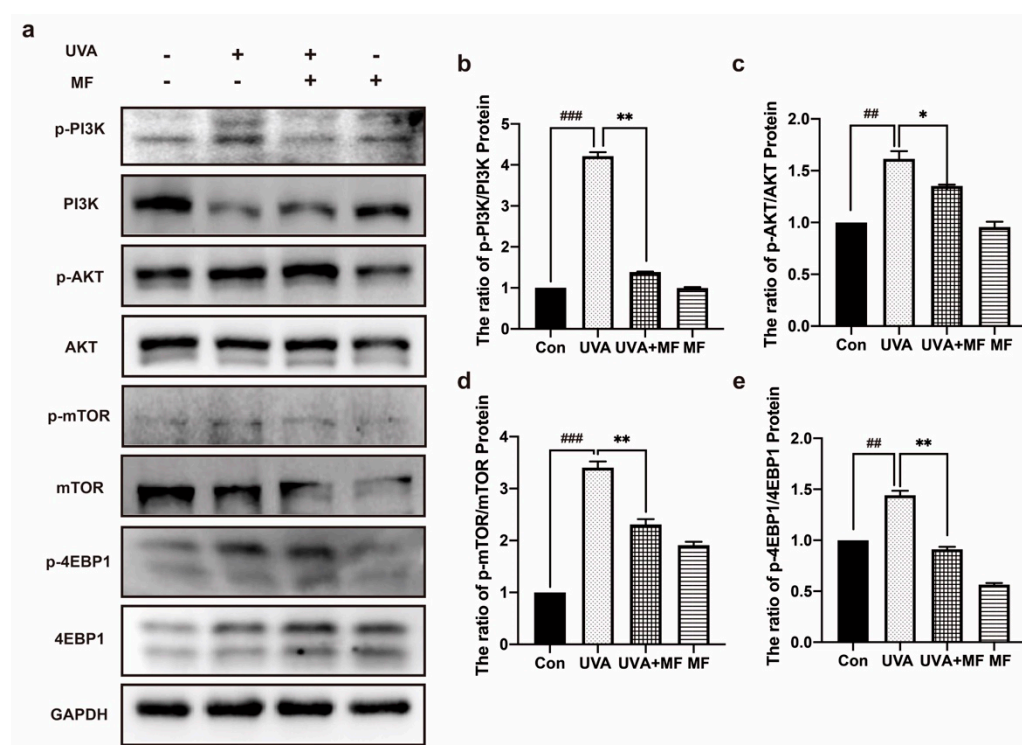 a
UVA - + + -
MF - - + +
p-PI3K
PI3K
p-AKT
AKT
p-mTOR
mTOR
p-4EBP1
4EBP1
GAPDH
b
The ratio of p-PI3K/PI3K Protein
5
4
3
2
1
0
### **
Con UVA UVA+MF MF
c
The ratio of p-AKT/AKT Protein
2.0
1.5
1.0
0.5
0.0
## *
Con UVA UVA+MF MF
d
The ratio of p-mTOR/mTOR Protein
4
3
2
1
0
### **
Con UVA UVA+MF MF
e
The ratio of p-4EBP1/4EBP1 Protein
2.0
1.5
1.0
0.5
0.0
## **
Con UVA UVA+MF MF